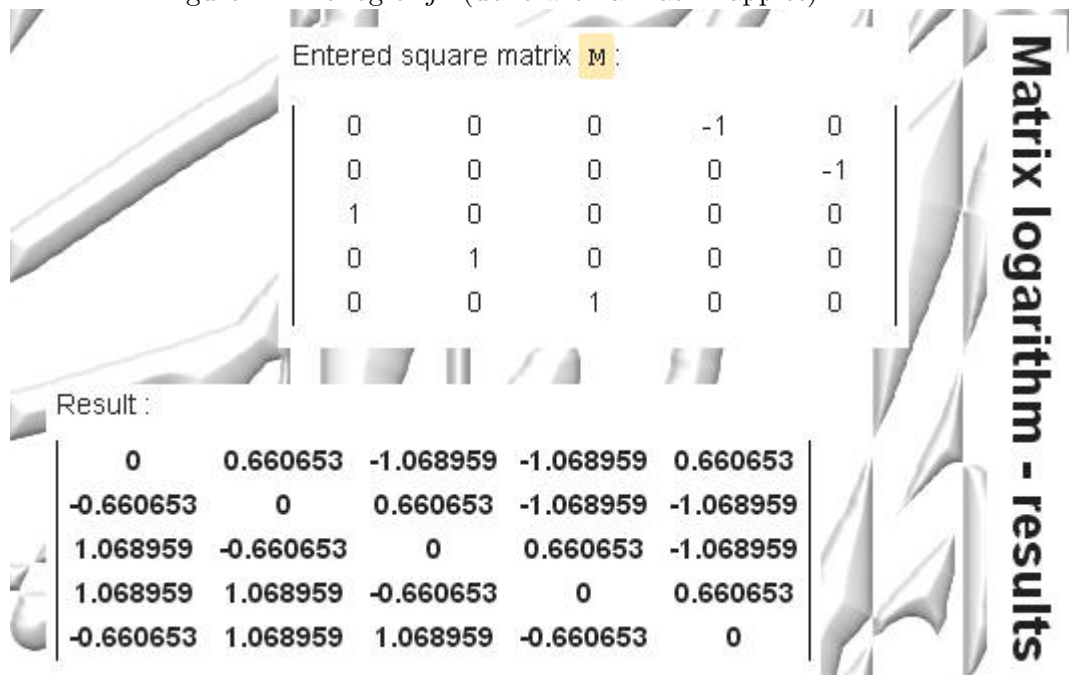 Entered square matrix M :
0 0 0 -1 0
0 0 0 0 -1
1 0 0 0 0
0 1 0 0 0
0 0 1 0 0
Result :
0 0.660653 -1.068959 -1.068959 0.660653
-0.660653 0 0.660653 -1.068959 -1.068959
1.068959 -0.660653 0 0.660653 -1.068959
1.068959 1.068959 -0.660653 0 0.660653
-0.660653 1.068959 1.068959 -0.660653 0
Matrix logarithm - results